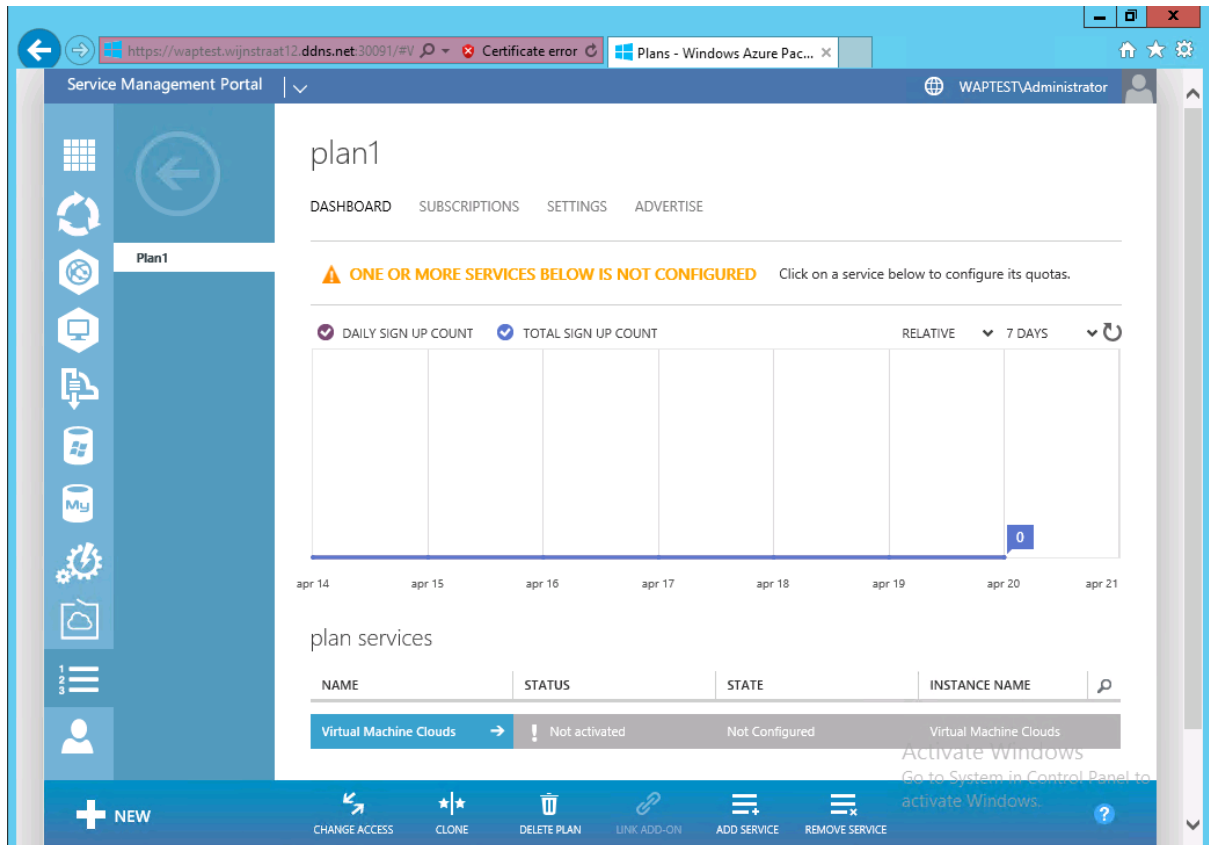 https://waptest.wijnstraat12.ddns.net:30091/#V
Certificate error
Plans - Windows Azure Pac...
Service Management Portal
WAPTEST\Administrator
plan1
DASHBOARD SUBSCRIPTIONS SETTINGS ADVERTISE
Plan1
ONE OR MORE SERVICES BELOW IS NOT CONFIGURED Click on a service below to configure its quotas.
DAILY SIGN UP COUNT TOTAL SIGN UP COUNT RELATIVE 7 DAYS
0
apr 14 apr 15 apr 16 apr 17 apr 18 apr 19 apr 20 apr 21
My
plan services
1
2
3
NAME STATUS STATE INSTANCE NAME
Virtual Machine Clouds Not activated Not Configured Virtual Machine Clouds
Activate Windows
Go to System in Control Panel to
activate Windows.
NEW
CHANGE ACCESS CLONE DELETE PLAN LINK ADD-ON ADD SERVICE REMOVE SERVICE
?